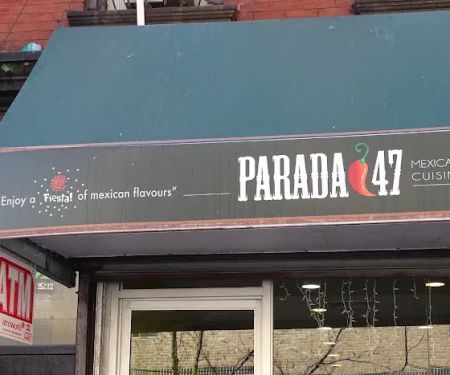 Enjoy a Fiesta! of mexican flavours”
PARADA 47
MEXICA
CUISIN
ATM